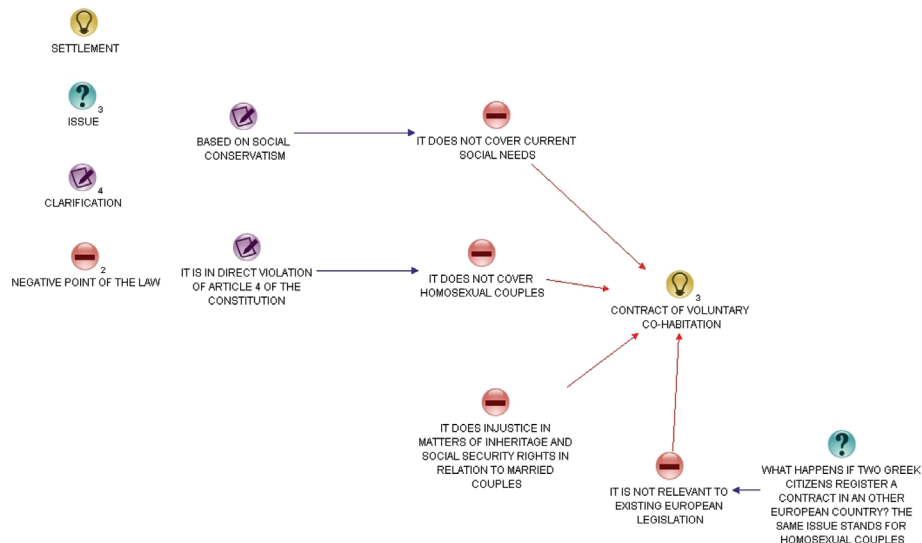 SETTLEMENT
?
3
ISSUE
4
CLARIFICATION
2
NEGATIVE POINT OF THE LAW
BASED ON SOCIAL
CONSERVATISM
IT DOES NOT COVER CURRENT
SOCIAL NEEDS
IT IS IN DIRECT VIOLATION
OF ARTICLE 4 OF THE
CONSTITUTION
IT DOES NOT COVER
HOMOSEXUAL COUPLES
3
CONTRACT OF VOLUNTARY
CO-HABITATION
IT DOES INJUSTICE IN
MATTERS OF INHERITAGE AND
SOCIAL SECURITY RIGHTS IN
RELATION TO MARRIED
COUPLES
IT IS NOT RELEVANT TO
EXISTING EUROPEAN
LEGISLATION
?
WHAT HAPPENS IF TWO GREEK
CITIZENS REGISTER A
CONTRACT IN AN OTHER
EUROPEAN COUNTRY? THE
SAME ISSUE STANDS FOR
HOMOSEXUAL COUPLES